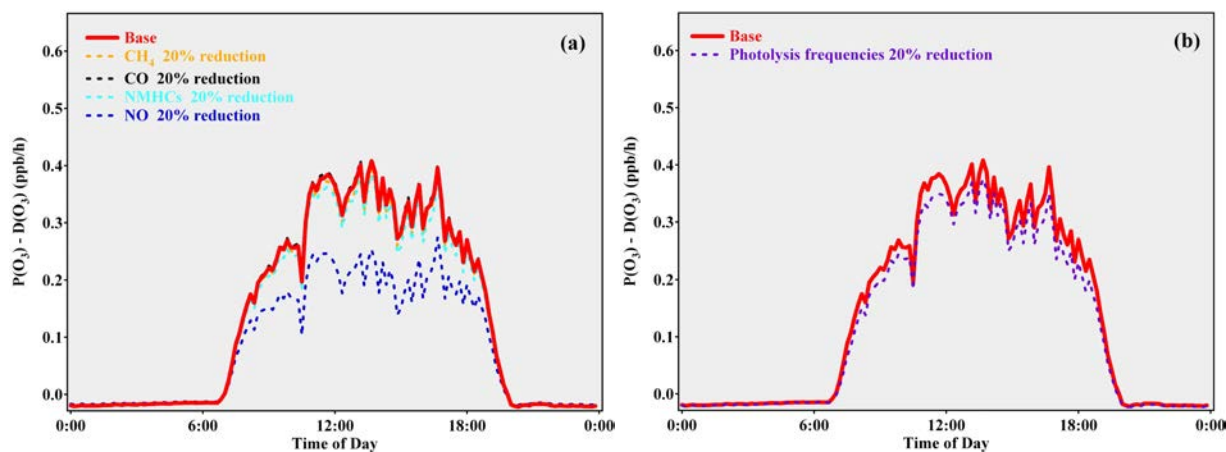 (a)
Base
CH4 20% reduction
CO 20% reduction
NMHCs 20% reduction
NO 20% reduction
P(O3) - D(O3) (ppb/h)
0.6
0.5
0.4
0.3
0.2
0.1
0.0
0:00 6:00 12:00 18:00 0:00
Time of Day
(b)
Base
Photolysis frequencies 20% reduction
P(O3) - D(O3) (ppb/h)
0.6
0.5
0.4
0.3
0.2
0.1
0.0
0:00 6:00 12:00 18:00 0:00
Time of Day